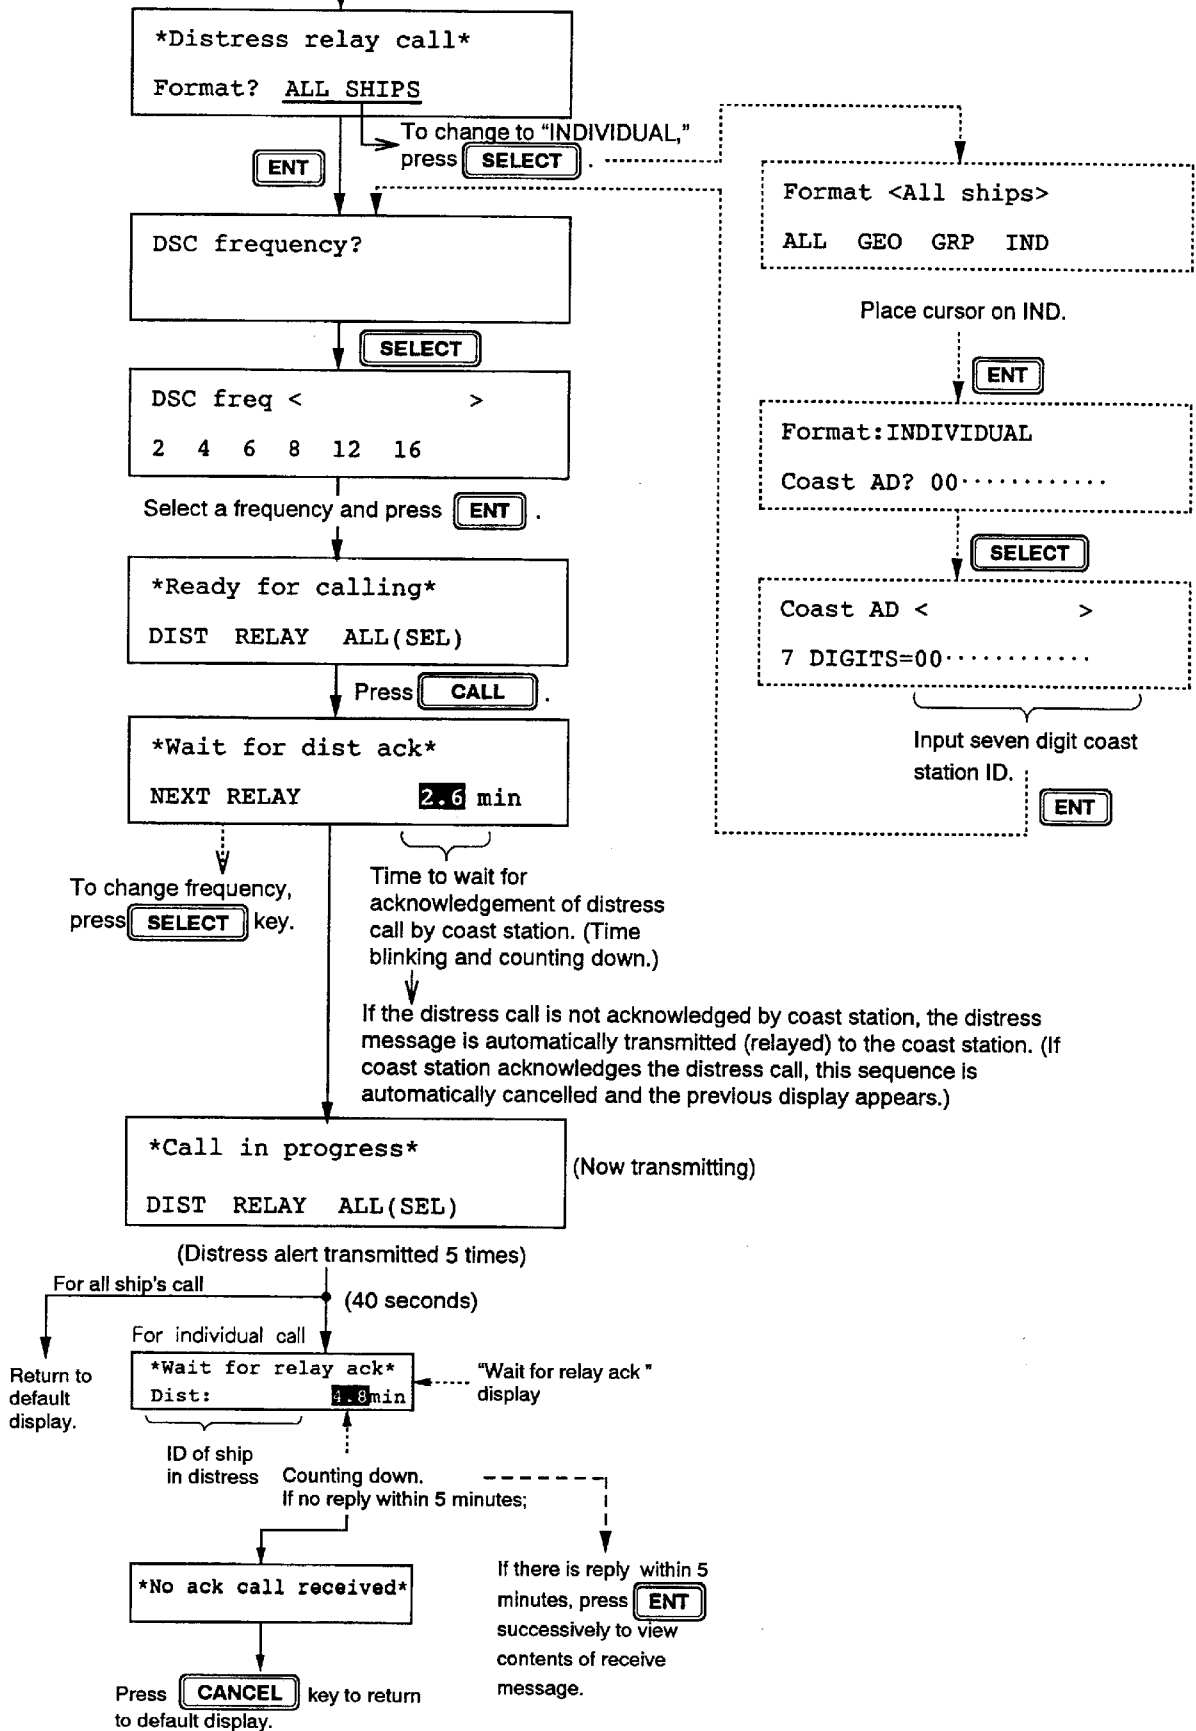 *Distress relay call*
Format? ALL SHIPS
To change to "INDIVIDUAL,"
press SELECT .
ENT
DSC frequency?
SELECT
DSC freq < >
2 4 6 8 12 16
Select a frequency and press ENT .
*Ready for calling*
DIST RELAY ALL(SEL)
Press CALL .
*Wait for dist ack*
NEXT RELAY 2.6 min
To change frequency,
press SELECT key.
Time to wait for
acknowledgement of distress
call by coast station. (Time
blinking and counting down.)
If the distress call is not acknowledged by coast station, the distress
message is automatically transmitted (relayed) to the coast station. (If
coast station acknowledges the distress call, this sequence is
automatically cancelled and the previous display appears.)
Format <All ships>
ALL GEO GRP IND
Place cursor on IND.
ENT
Format:INDIVIDUAL
Coast AD? 00············
SELECT
Coast AD < >
7 DIGITS=00············
Input seven digit coast
station ID.
ENT
*Call in progress*
DIST RELAY ALL(SEL)
(Now transmitting)
(Distress alert transmitted 5 times)
For all ship's call
(40 seconds)
Return to
default
display.
For individual call
*Wait for relay ack*
Dist: 4.8min
"Wait for relay ack "
display
ID of ship
in distress
Counting down.
If no reply within 5 minutes;
*No ack call received*
Press CANCEL key to return
to default display.
If there is reply within 5
minutes, press ENT
successively to view
contents of receive
message.